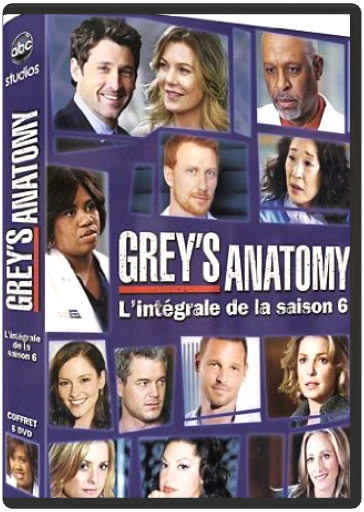 abc
studios
GREY'S ANATOMY
L'intégrale de
la saison 6
COFFRET
6 DVD
GREY'S ANATOMY
L'intégrale de la saison 6